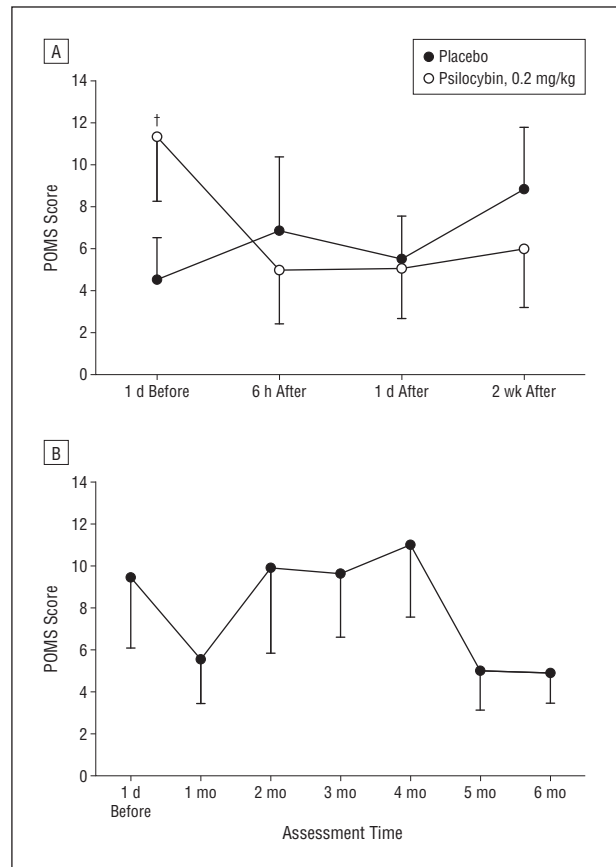 A
Placebo
Psilocybin, 0.2 mg/kg
14
12
10
8
6
4
2
0
POMS Score
†
1 d Before
6 h After
1 d After
2 wk After
B
14
12
10
8
6
4
2
0
POMS Score
1 d
Before
1 mo
2 mo
3 mo
4 mo
5 mo
6 mo
Assessment Time